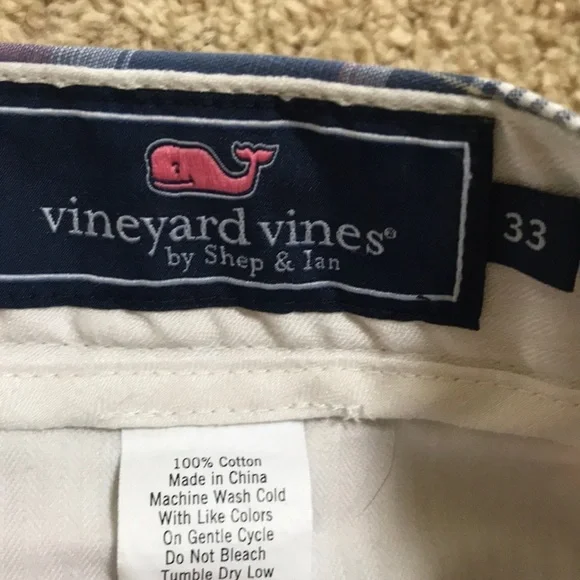 vineyard vines®
by Shep & Ian
33
100% Cotton
Made in China
Machine Wash Cold
With Like Colors
On Gentle Cycle
Do Not Bleach
Tumble Dry Low